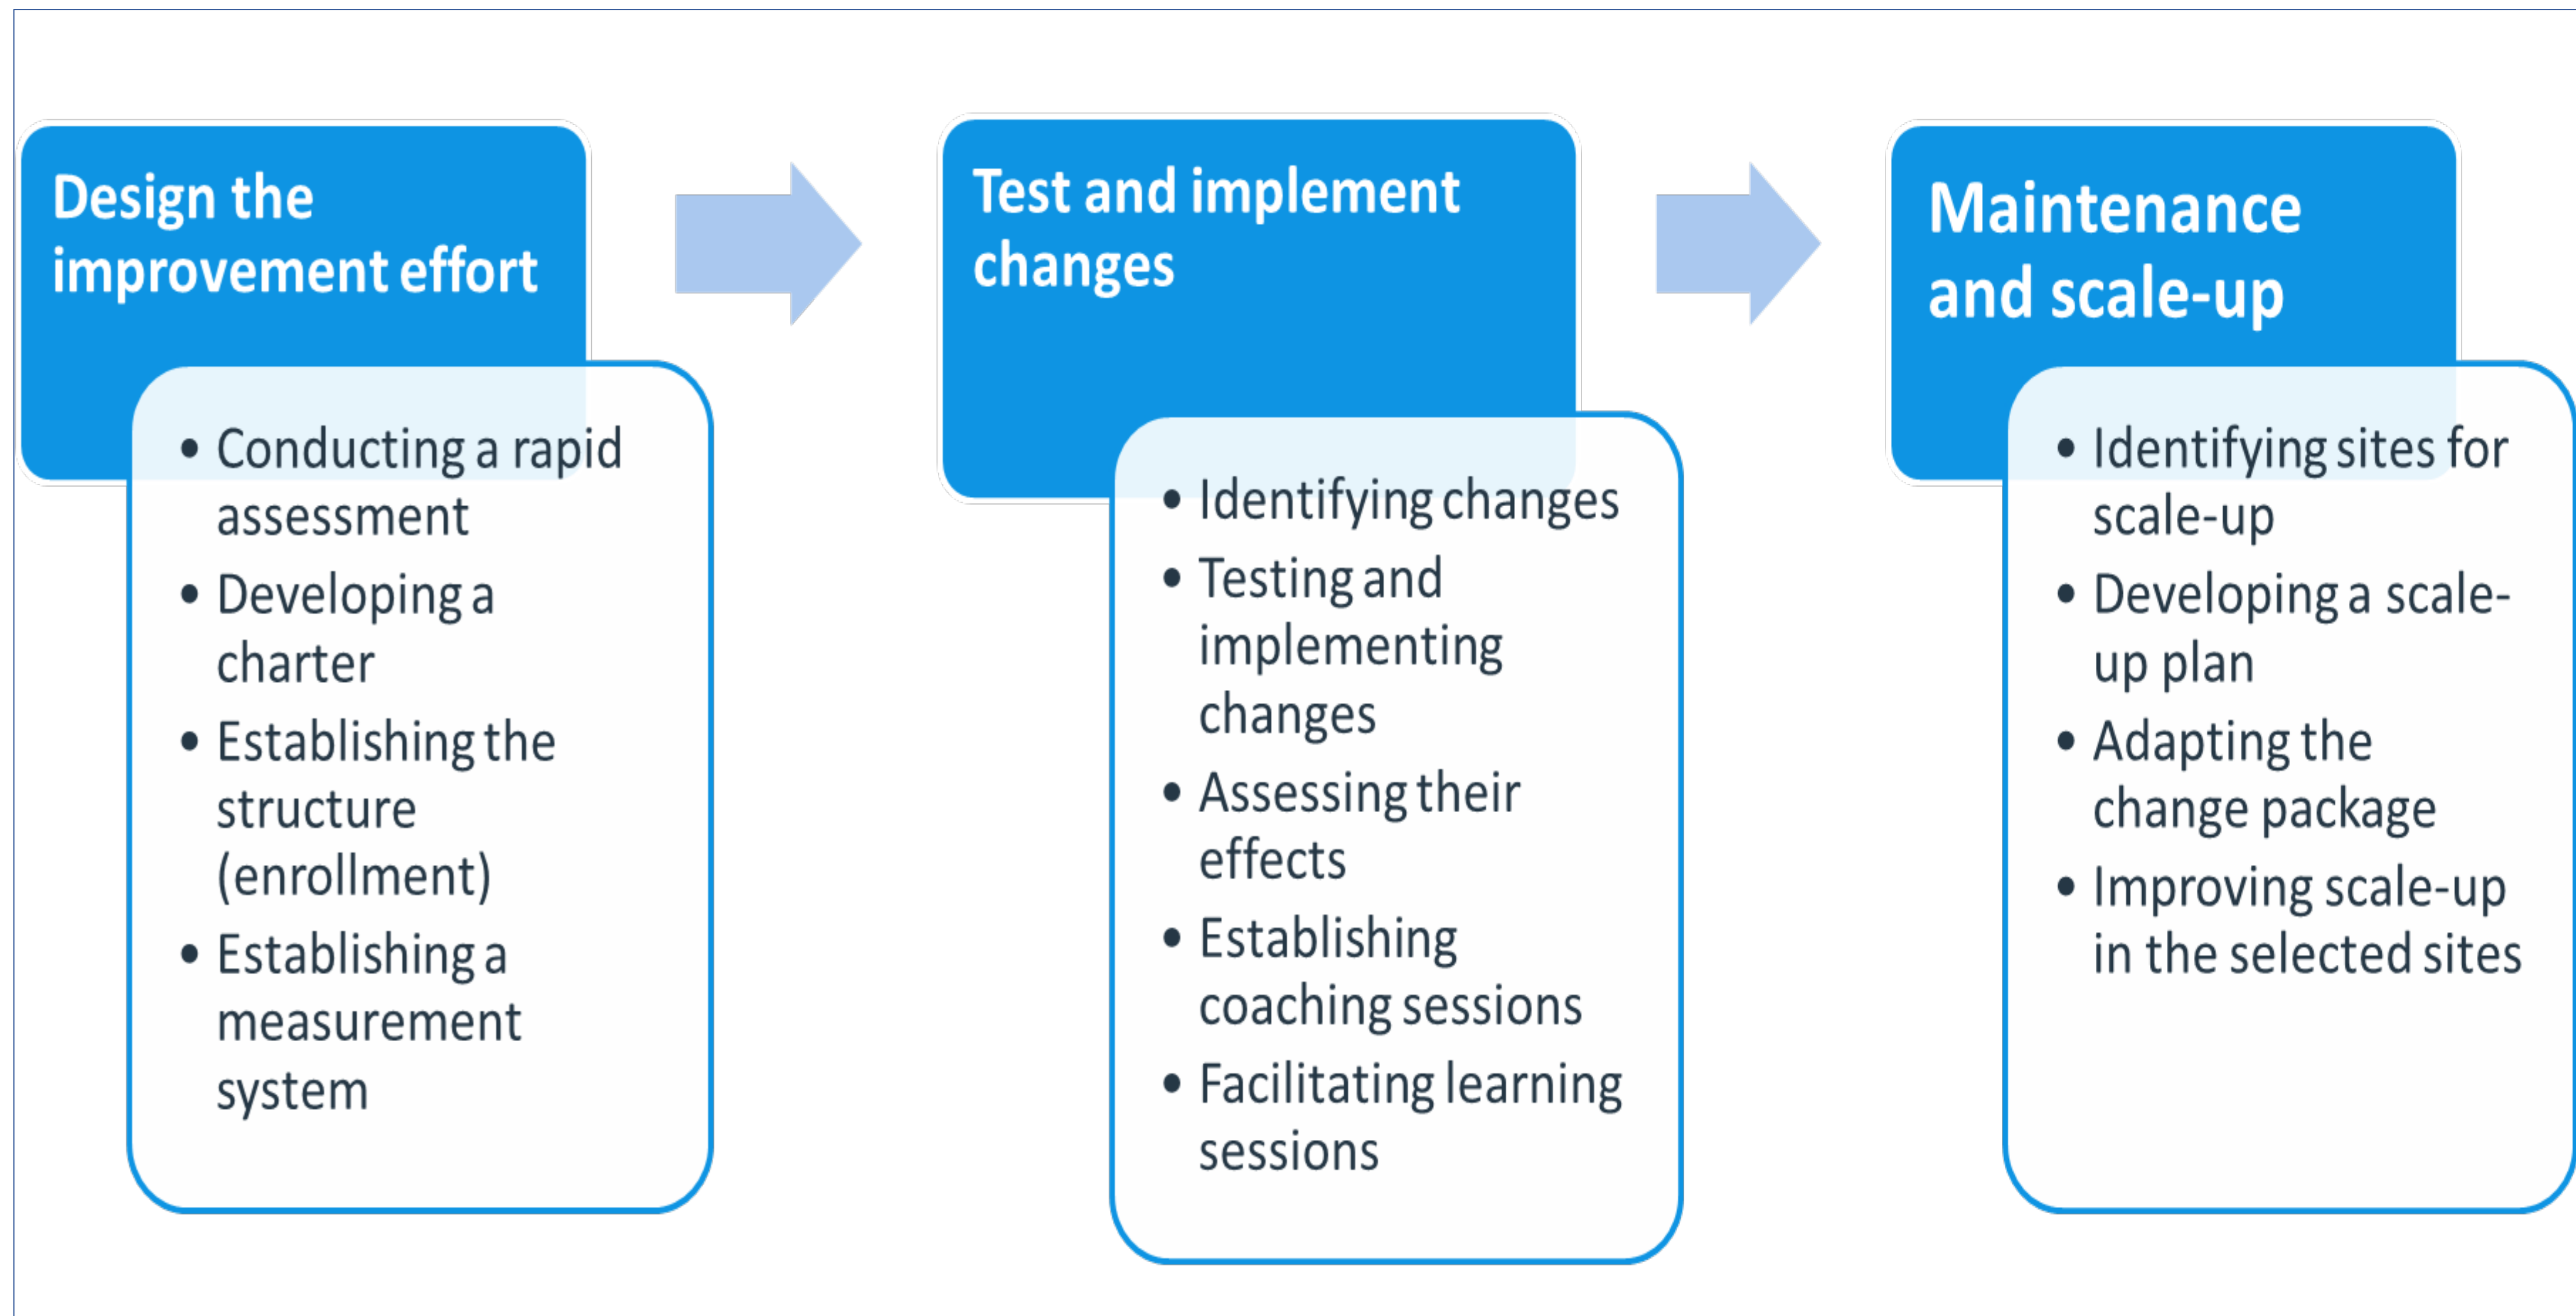 Design the
improvement effort
• Conducting a rapid
assessment
• Developing a
charter
• Establishing the
structure
(enrollment)
• Establishing a
measurement
system
Test and implement
changes
• Identifying changes
• Testing and
implementing
changes
• Assessing their
effects
• Establishing
coaching sessions
• Facilitating learning
sessions
Maintenance
and scale-up
• Identifying sites for
scale-up
• Developing a scale-
up plan
• Adapting the
change package
• Improving scale-up
in the selected sites